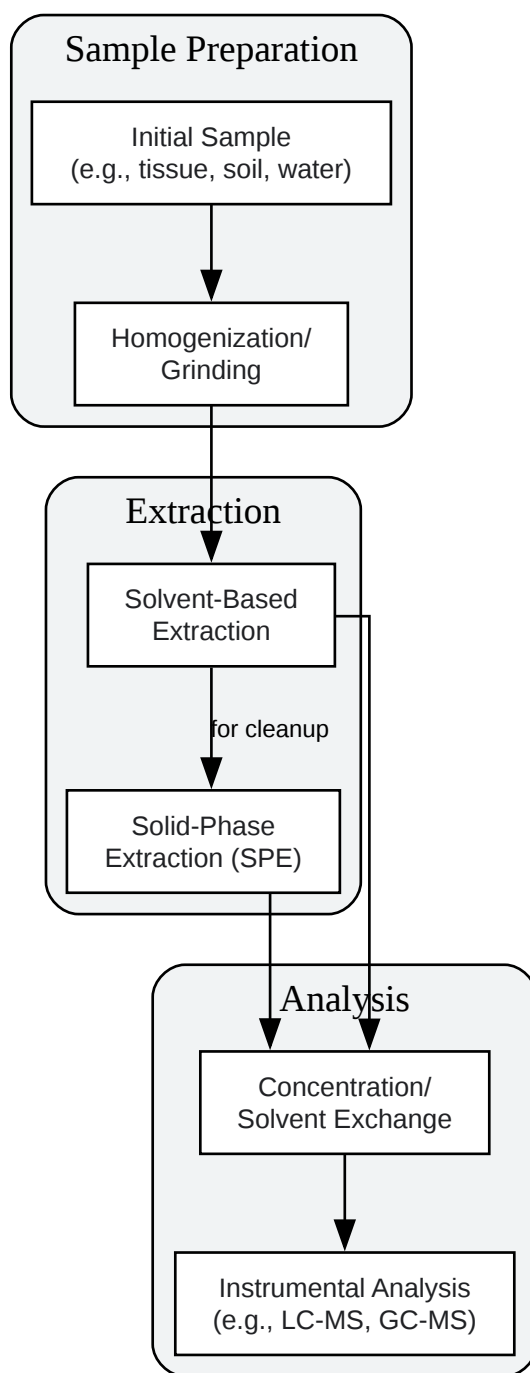 Sample Preparation
Initial Sample
(e.g., tissue, soil, water)
Homogenization/
Grinding
Extraction
Solvent-Based
Extraction
for cleanup
Solid-Phase
Extraction (SPE)
Analysis
Concentration/
Solvent Exchange
Instrumental Analysis
(e.g., LC-MS, GC-MS)